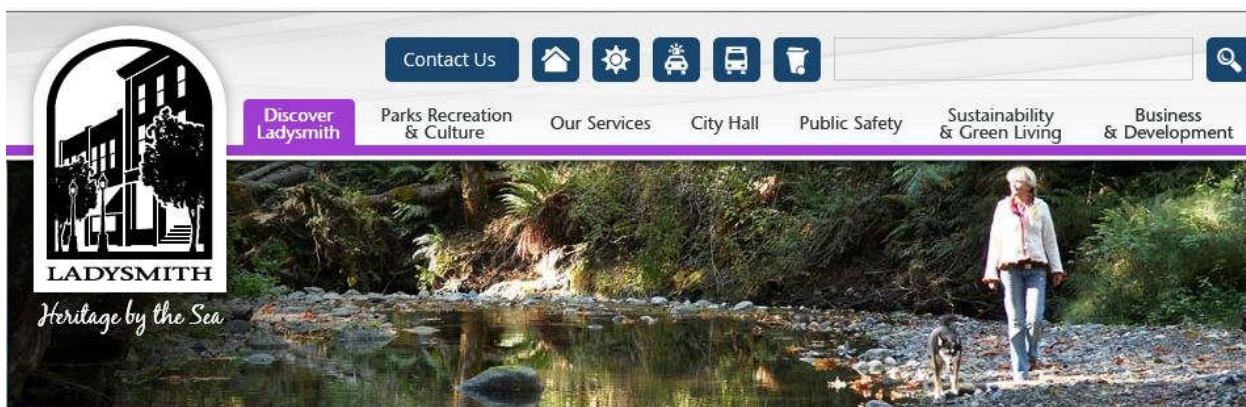 Contact Us
Discover
Ladysmith
Parks Recreation
& Culture
Our Services
City Hall
Public Safety
Sustainability
& Green Living
Business
& Development
LADYSMITH
Heritage by the Sea